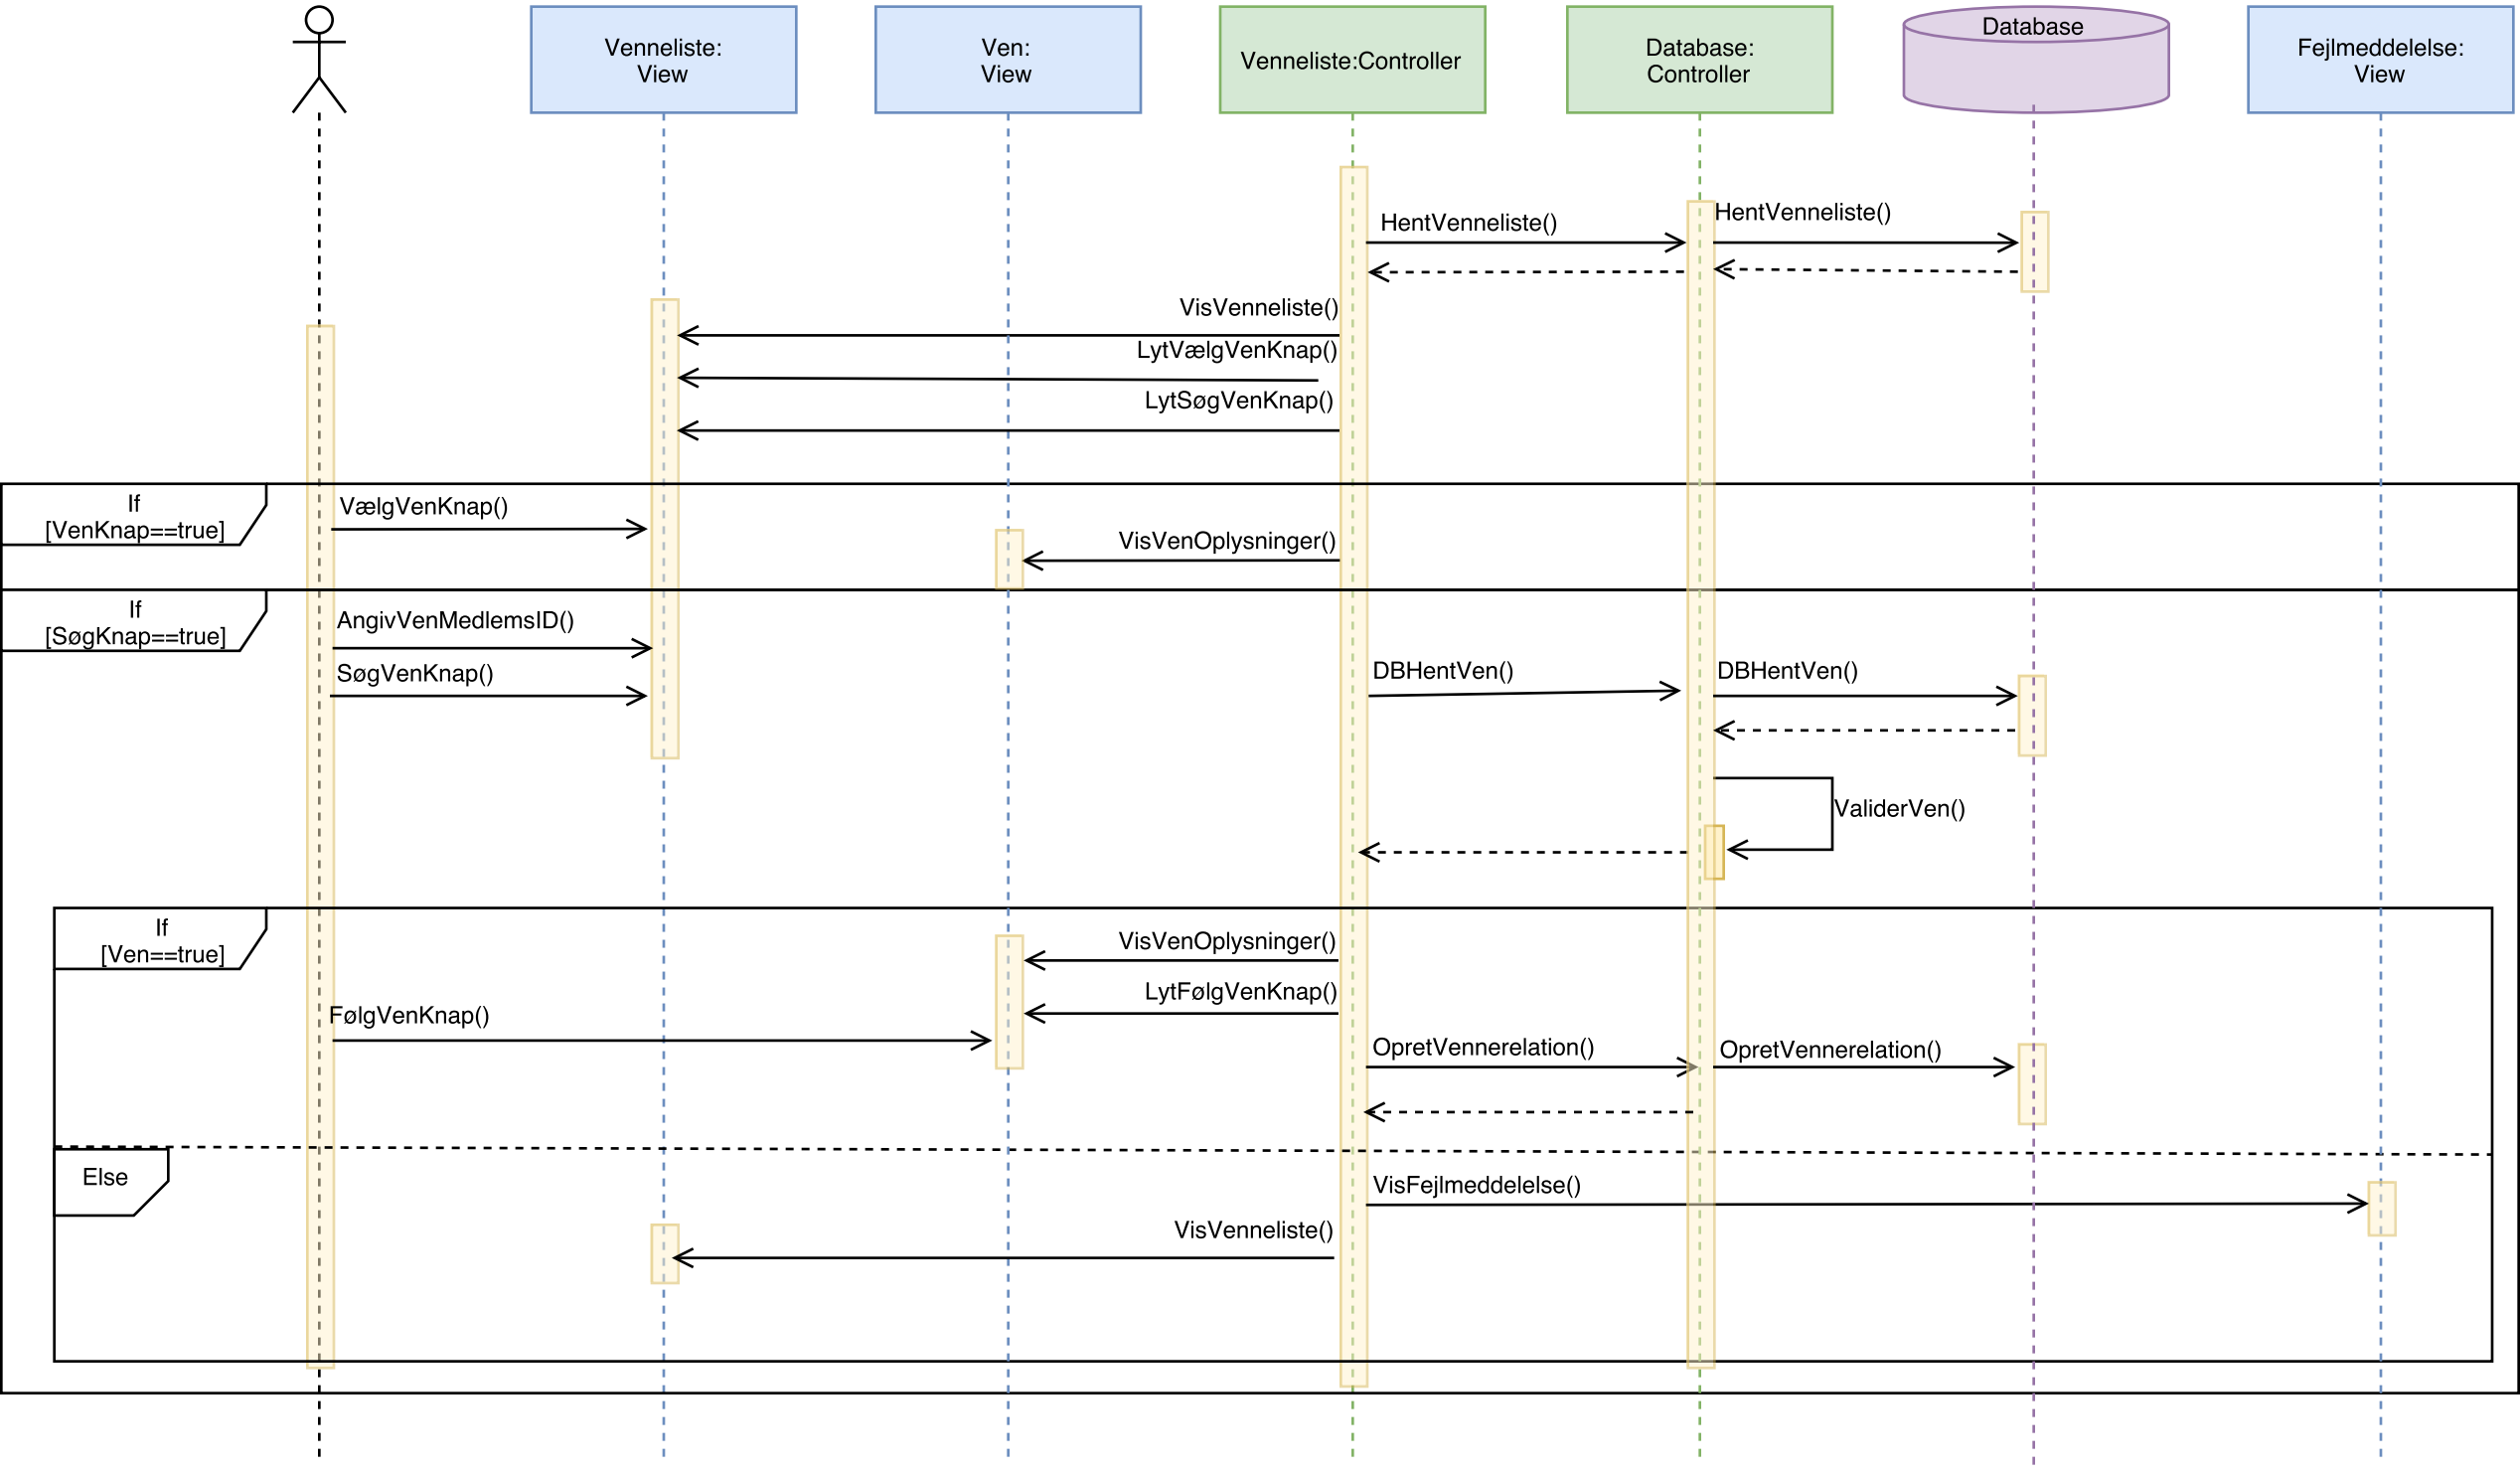 Venneliste:
View
Ven:
View
Venneliste:Controller
Database:
Controller
Database
Fejlmeddelelse:
View
HentVenneliste()
HentVenneliste()
VisVenneliste()
LytVælgVenKnap()
LytSøgVenKnap()
If
[VenKnap==true]
VælgVenKnap()
VisVenOplysninger()
If
[SøgKnap==true]
AngivVenMedlemsID()
SøgVenKnap()
DBHentVen()
DBHentVen()
ValiderVen()
If
[Ven==true]
VisVenOplysninger()
LytFølgVenKnap()
FølgVenKnap()
OpretVennerelation()
OpretVennerelation()
Else
VisFejlmeddelelse()
VisVenneliste()